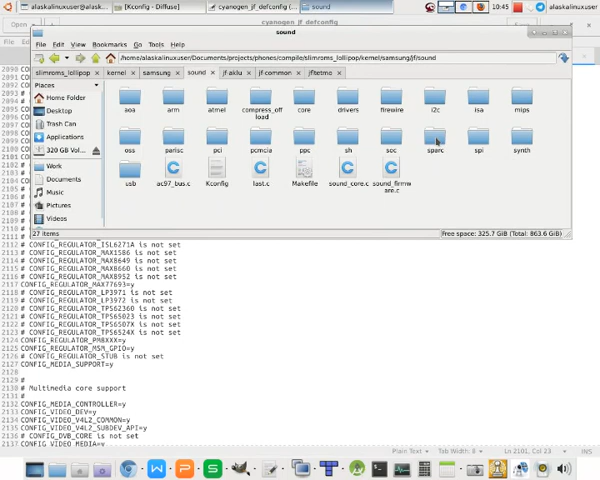 alaskalinuxuser@alask...
[Kconfig - Diffuse]
cyanogen_jf_defconfig ...
sound
10:45
alaskalinuxuser
cyanogen_jf_defconfig
sound
File Edit View Bookmarks Go Tools Help
/home/alaskalinuxuser/Documents/projects/phones/compile/slimroms_lollipop/kernel/samsung/jf/sound
slimroms_lollipop × kernel × samsung × sound × jf-aklu × jf-common × jfltetmo ×
Places
Home Folder
Desktop
Trash Can
Applications
320 GB Vol...
Work
Documents
Music
Pictures
Videos
aoa arm atmel compress_offload core drivers firewire i2c isa mips
oss parisc pci pcmcia ppc sh soc sparc spi synth
usb ac97_bus.c Kconfig last.c Makefile sound_core.c sound_firmware.c
27 items
Free space: 325.7 GiB (Total: 863.6 GiB)
2112 # CONFIG_REGULATOR_ISL6271A is not set
2113 # CONFIG_REGULATOR_MAX1586 is not set
2114 # CONFIG_REGULATOR_MAX8649 is not set
2115 # CONFIG_REGULATOR_MAX8660 is not set
2116 # CONFIG_REGULATOR_MAX8952 is not set
2117 CONFIG_REGULATOR_MAX77693=y
2118 # CONFIG_REGULATOR_LP3971 is not set
2119 # CONFIG_REGULATOR_LP3972 is not set
2120 # CONFIG_REGULATOR_TPS62360 is not set
2121 # CONFIG_REGULATOR_TPS65023 is not set
2122 # CONFIG_REGULATOR_TPS6507X is not set
2123 # CONFIG_REGULATOR_TPS6524X is not set
2124 CONFIG_REGULATOR_PM8XXX=y
2125 CONFIG_REGULATOR_MSM_GPIO=y
2126 # CONFIG_REGULATOR_STUB is not set
2127 CONFIG_MEDIA_SUPPORT=y
2128
2129 #
2130 # Multimedia core support
2131 #
2132 CONFIG_MEDIA_CONTROLLER=y
2133 CONFIG_VIDEO_DEV=y
2134 CONFIG_VIDEO_V4L2_COMMON=y
2135 CONFIG_VIDEO_V4L2_SUBDEV_API=y
2136 # CONFIG_DVB_CORE is not set
2137 CONFIG_VIDEO_MEDIA=y
Plain Text Tab Width: 8 Ln 2101, Col 23 INS